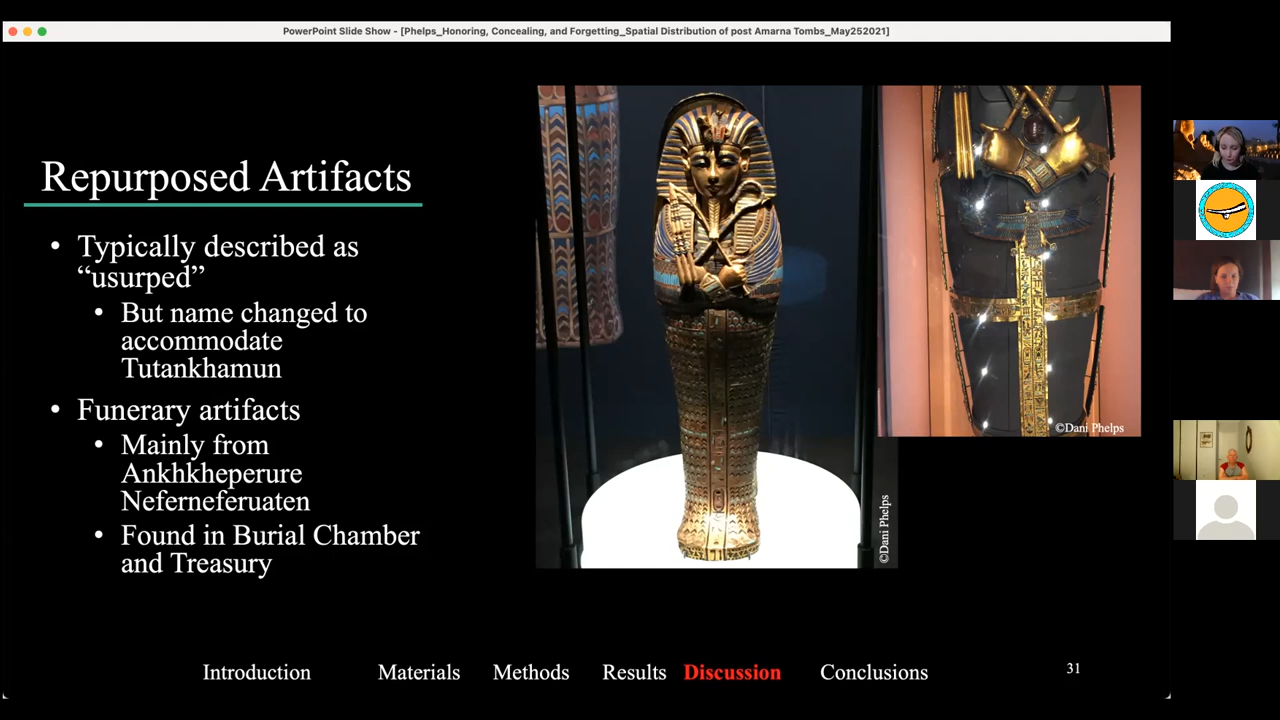 PowerPoint Slide Show - [Phelps_Honoring, Concealing, and Forgetting_Spatial Distribution of post Amarna Tombs_May252021]
Repurposed Artifacts
• Typically described as
“usurped”
• But name changed to
accommodate
Tutankhamun
• Funerary artifacts
• Mainly from
Ankhkheperure
Neferneferuaten
• Found in Burial Chamber
and Treasury
©Dani Phelps
©Dani Phelps
Introduction Materials Methods Results Discussion Conclusions 31